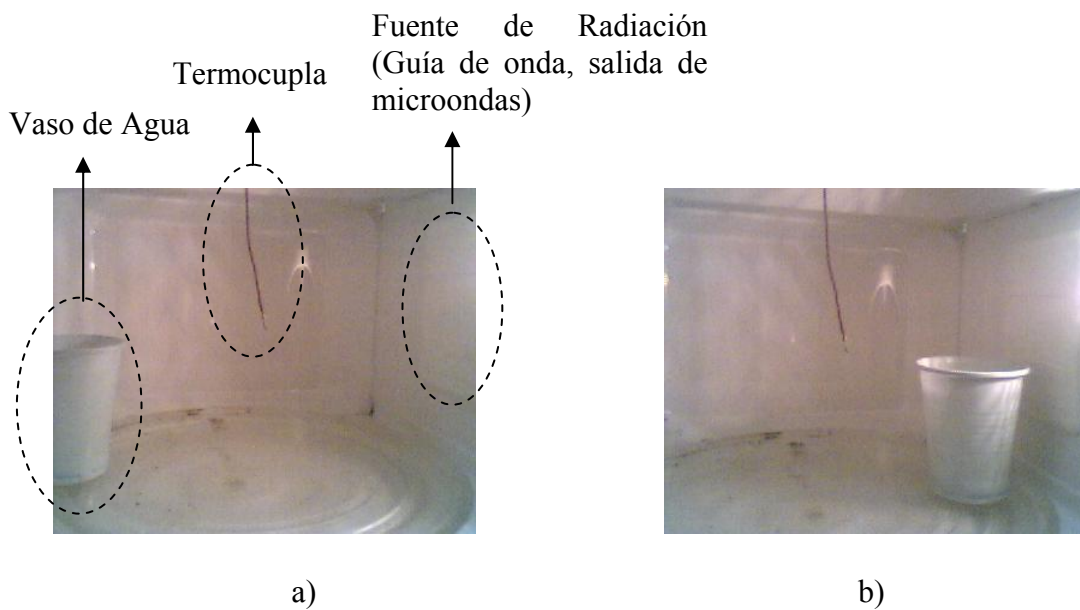 Fuente de Radiación
(Guía de onda, salida de
microondas)
Termocupla
Vaso de Agua
a)
b)